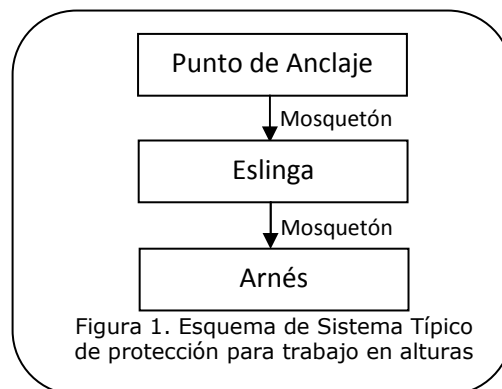 Punto de Anclaje
Mosquetón
Eslinga
Mosquetón
Arnés
Figura 1. Esquema de Sistema Típico
de protección para trabajo en alturas